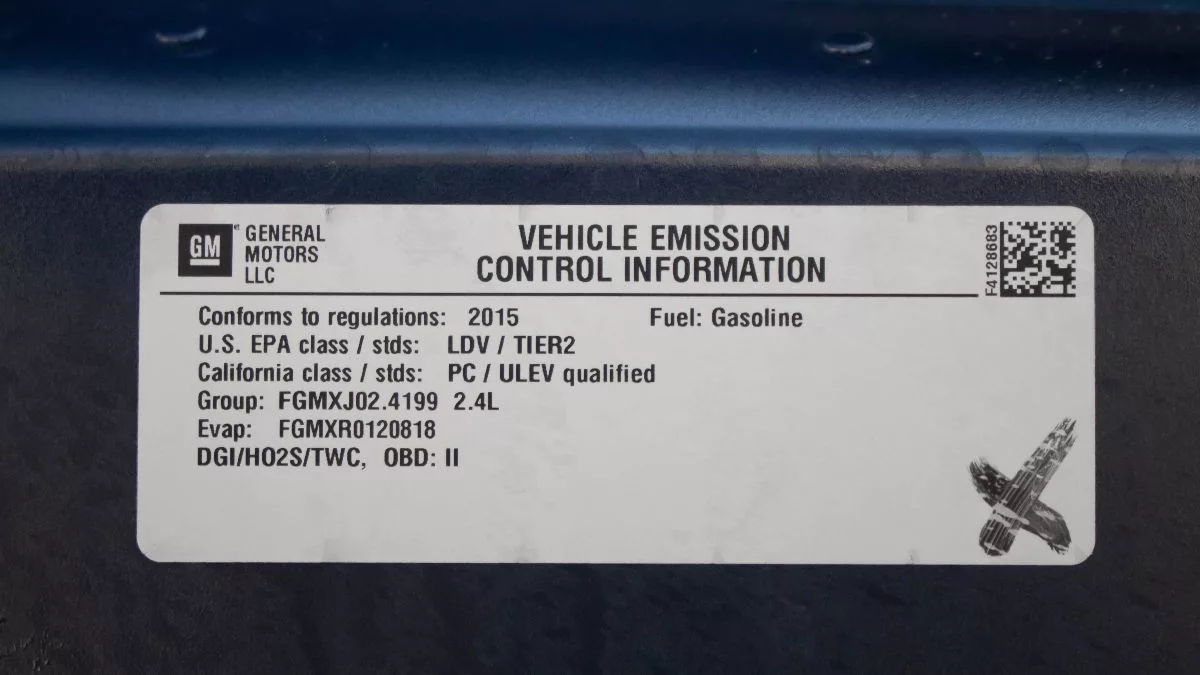 GM
GENERAL
MOTORS
LLC
VEHICLE EMISSION
CONTROL INFORMATION
F4128683
Conforms to regulations: 2015 Fuel: Gasoline
U.S. EPA class / stds: LDV / TIER2
California class / stds: PC / ULEV qualified
Group: FGMXJ02.4199 2.4L
Evap: FGMXR0120818
DGI/HO2S/TWC, OBD: II